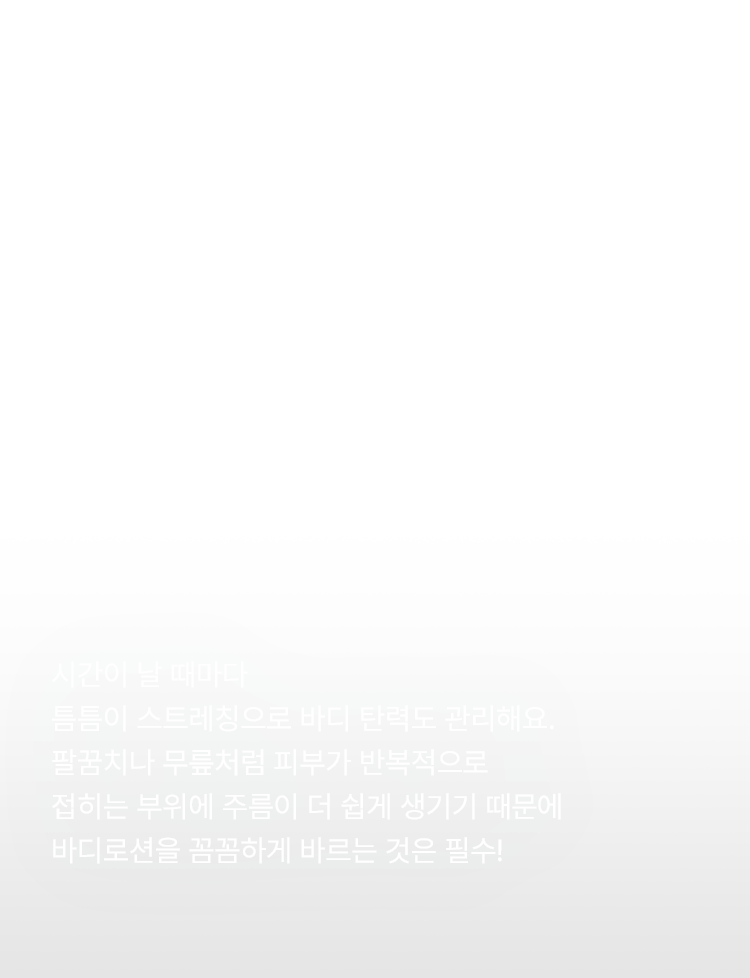 시간이 날 때마다
틈틈이 스트레칭으로 바디 탄력도 관리해요.
팔꿈치나 무릎처럼 피부가 반복적으로
접히는 부위에 주름이 더 쉽게 생기기 때문에
바디로션을 꼼꼼하게 바르는 것은 필수!